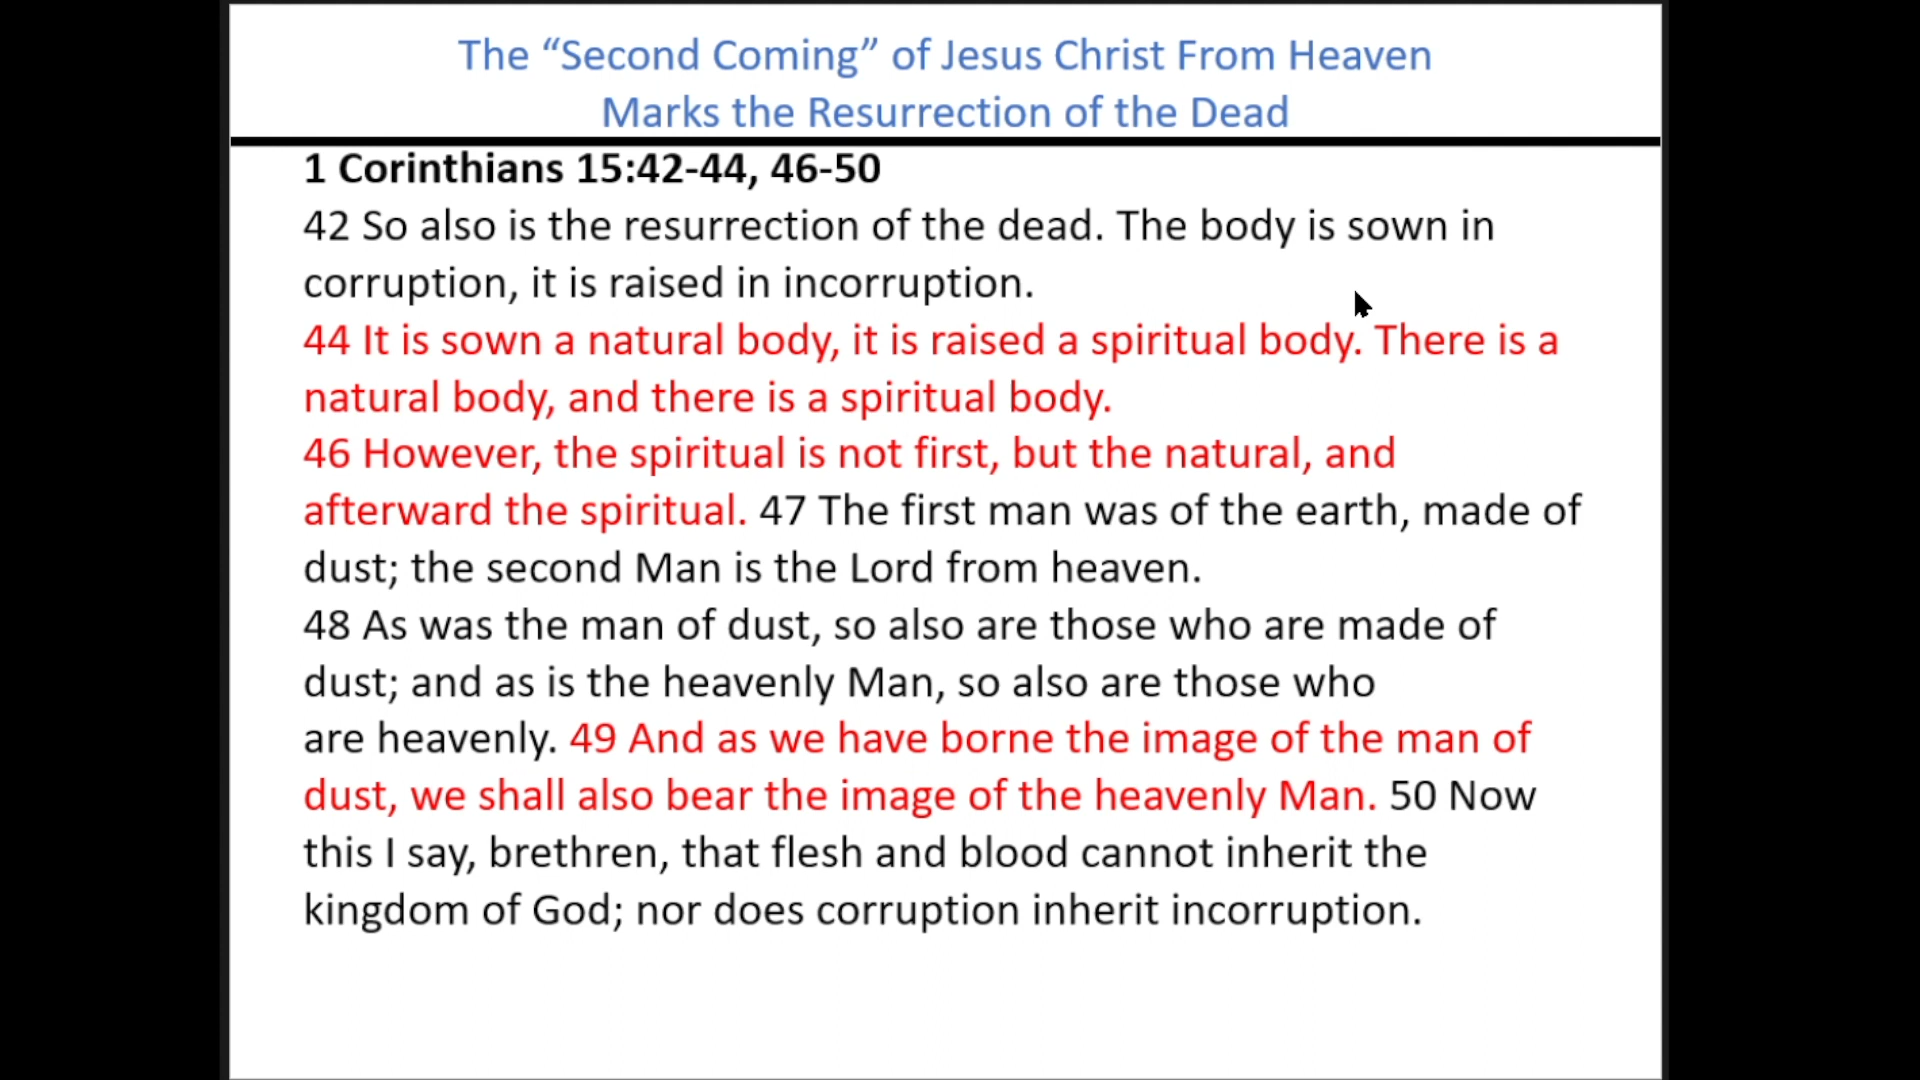 The “Second Coming” of Jesus Christ From Heaven
Marks the Resurrection of the Dead
1 Corinthians 15:42-44, 46-50
42 So also is the resurrection of the dead. The body is sown in
corruption, it is raised in incorruption.
44 It is sown a natural body, it is raised a spiritual body. There is a
natural body, and there is a spiritual body.
46 However, the spiritual is not first, but the natural, and
afterward the spiritual. 47 The first man was of the earth, made of
dust; the second Man is the Lord from heaven.
48 As was the man of dust, so also are those who are made of
dust; and as is the heavenly Man, so also are those who
are heavenly. 49 And as we have borne the image of the man of
dust, we shall also bear the image of the heavenly Man. 50 Now
this I say, brethren, that flesh and blood cannot inherit the
kingdom of God; nor does corruption inherit incorruption.